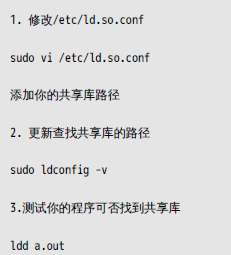 1. 修改/etc/ld.so.conf
sudo vi /etc/ld.so.conf
添加你的共享库路径
2. 更新查找共享库的路径
sudo ldconfig -v
3.测试你的程序可否找到共享库
ldd a.out